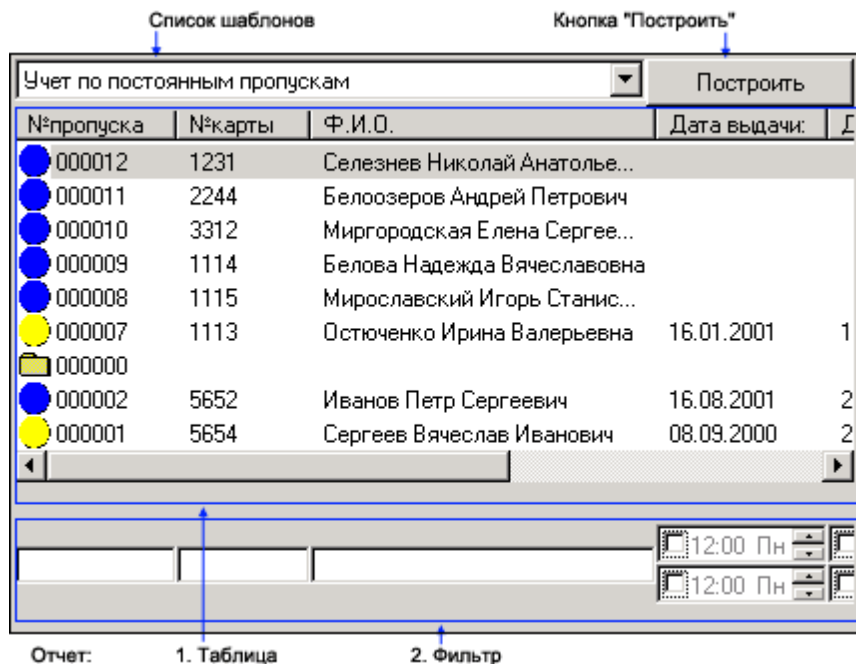 Список шаблонов Кнопка "Построить"
Учет по постоянным пропускам Построить
№пропуска №карты Ф.И.О. Дата выдачи: Д
000012 1231 Селезнев Николай Анатолье...
000011 2244 Белоозеров Андрей Петрович
000010 3312 Миргородская Елена Сергее...
000009 1114 Белова Надежда Вячеславовна
000008 1115 Мирославский Игорь Станис...
000007 1113 Остюченко Ирина Валерьевна 16.01.2001 1
000000
000002 5652 Иванов Петр Сергеевич 16.08.2001 2
000001 5654 Сергеев Вячеслав Иванович 08.09.2000 2
12:00 Пн
12:00 Пн
Отчет: 1. Таблица 2. Фильтр